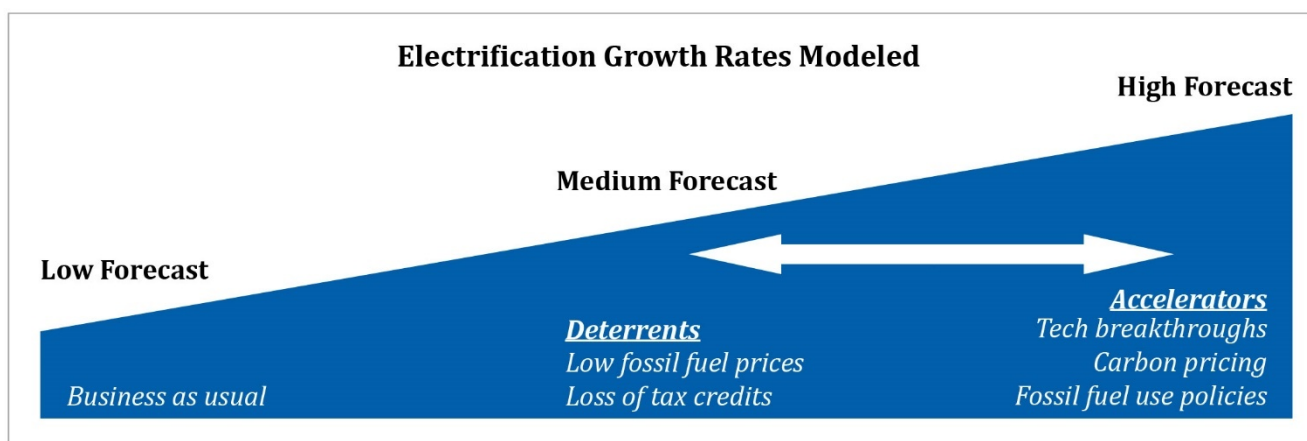 Electrification Growth Rates Modeled
High Forecast
Medium Forecast
Low Forecast
Accelerators
Tech breakthroughs
Carbon pricing
Fossil fuel use policies
Deterrents
Low fossil fuel prices
Loss of tax credits
Business as usual